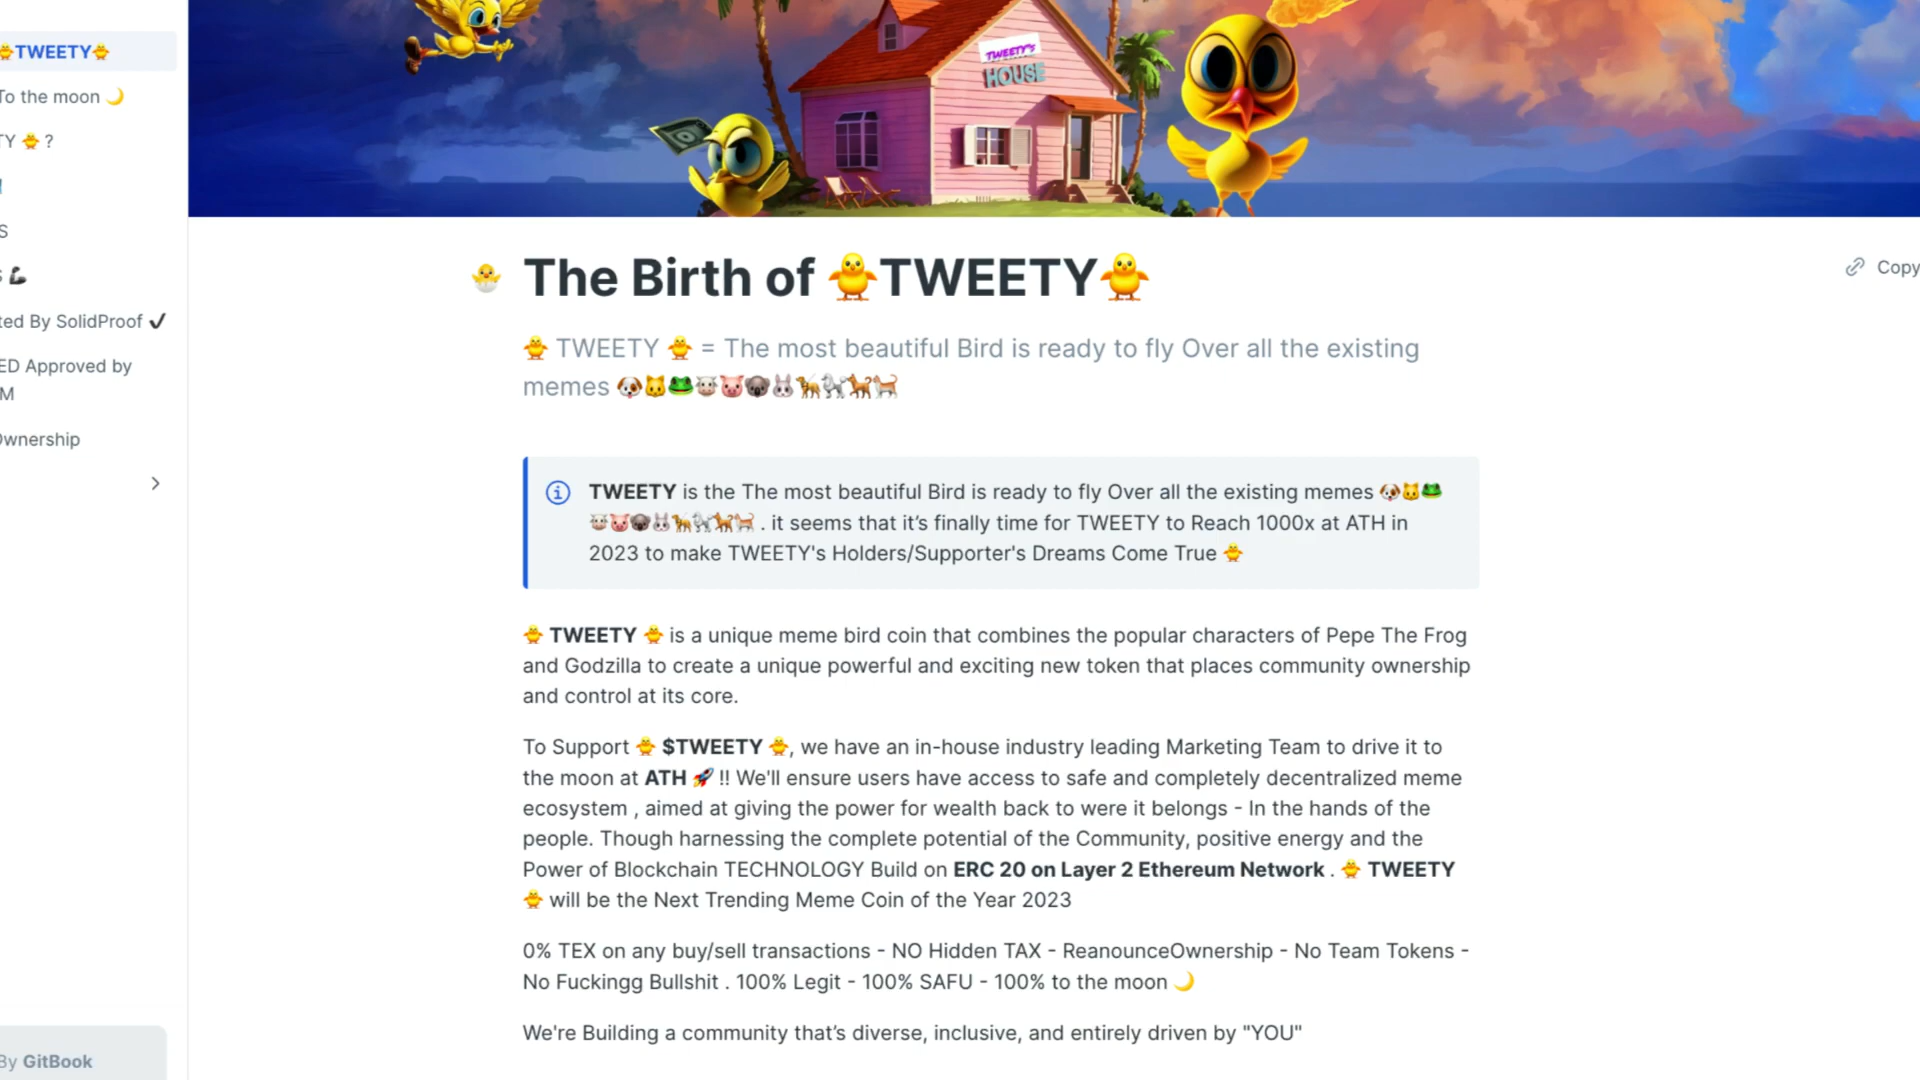 TWEETY'S
HOUSE
🐥TWEETY🐥
To the moon 🌙
TY 🐥 ?
S
S 💪
ted By SolidProof ✔
ED Approved by
M
Ownership
By GitBook
Copy
🐣 The Birth of 🐥TWEETY🐥
🐥 TWEETY 🐥 = The most beautiful Bird is ready to fly Over all the existing
memes 🐶🐱🐸🐮🐷🐨🐰🐕🐩🐕🐈
TWEETY is the The most beautiful Bird is ready to fly Over all the existing memes 🐶🐱🐸
🐮🐷🐨🐰🐕🐩🐕🐈 . it seems that it’s finally time for TWEETY to Reach 1000x at ATH in
2023 to make TWEETY's Holders/Supporter's Dreams Come True 🐥
🐥 TWEETY 🐥 is a unique meme bird coin that combines the popular characters of Pepe The Frog
and Godzilla to create a unique powerful and exciting new token that places community ownership
and control at its core.
To Support 🐥 $TWEETY 🐥, we have an in-house industry leading Marketing Team to drive it to
the moon at ATH 🚀 !! We'll ensure users have access to safe and completely decentralized meme
ecosystem , aimed at giving the power for wealth back to were it belongs - In the hands of the
people. Though harnessing the complete potential of the Community, positive energy and the
Power of Blockchain TECHNOLOGY Build on ERC 20 on Layer 2 Ethereum Network . 🐥 TWEETY
🐥 will be the Next Trending Meme Coin of the Year 2023
0% TEX on any buy/sell transactions - NO Hidden TAX - ReanounceOwnership - No Team Tokens -
No Fuckingg Bullshit . 100% Legit - 100% SAFU - 100% to the moon 🌙
We're Building a community that’s diverse, inclusive, and entirely driven by "YOU"